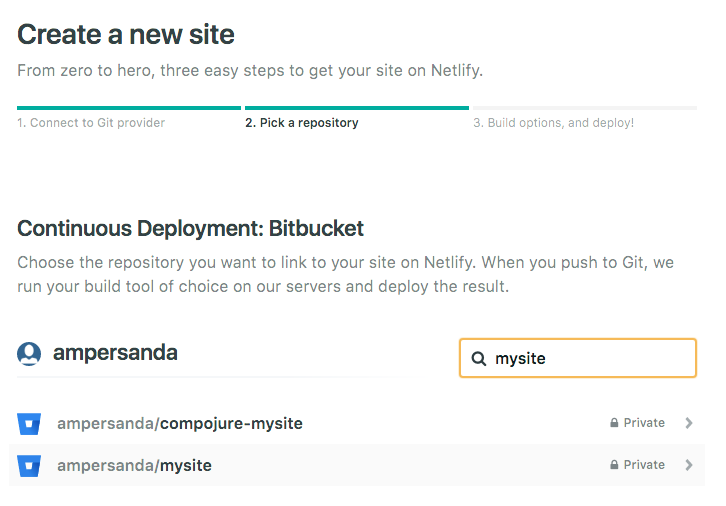 Create a new site
From zero to hero, three easy steps to get your site on Netlify.
1. Connect to Git provider
2. Pick a repository
3. Build options, and deploy!
Continuous Deployment: Bitbucket
Choose the repository you want to link to your site on Netlify. When you push to Git, we
run your build tool of choice on our servers and deploy the result.
ampersanda
mysite
ampersanda/compojure-mysite
Private
ampersanda/mysite
Private